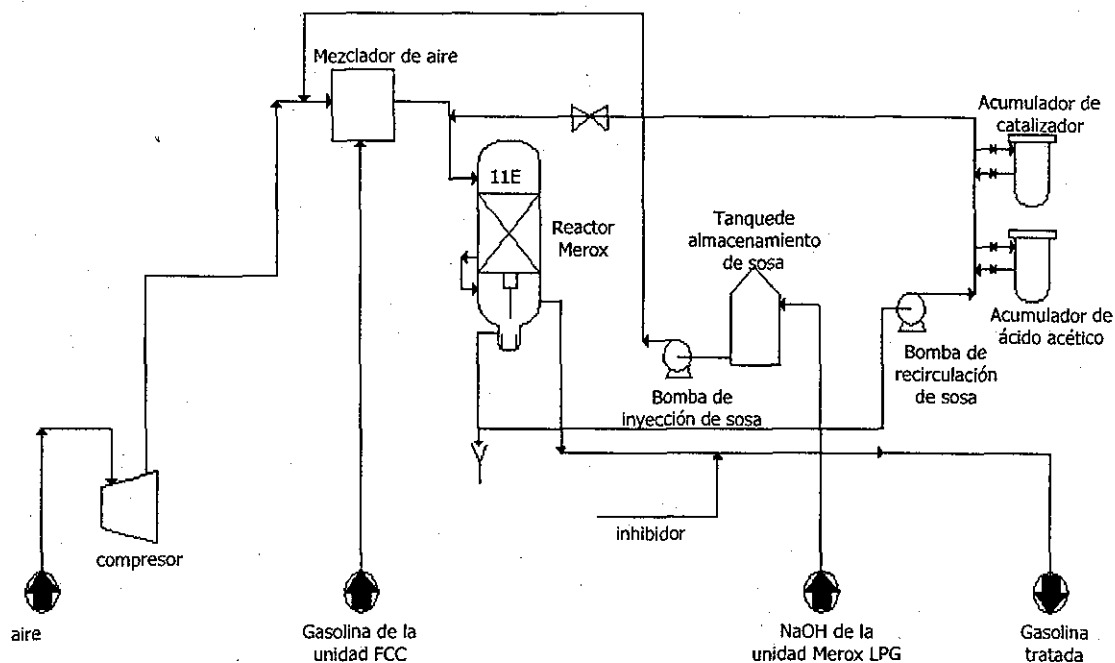 Mezclador de aire
Acumulador de
catalizador
11E
Reactor
Merox
Tanquede
almacenamiento
de sosa
Acumulador de
ácido acético
Bomba de
recirculación
de sosa
Bomba de
inyección de sosa
inhibidor
compresor
aire
Gasolina de la
unidad FCC
NaOH de la
unidad Merox LPG
Gasolina
tratada